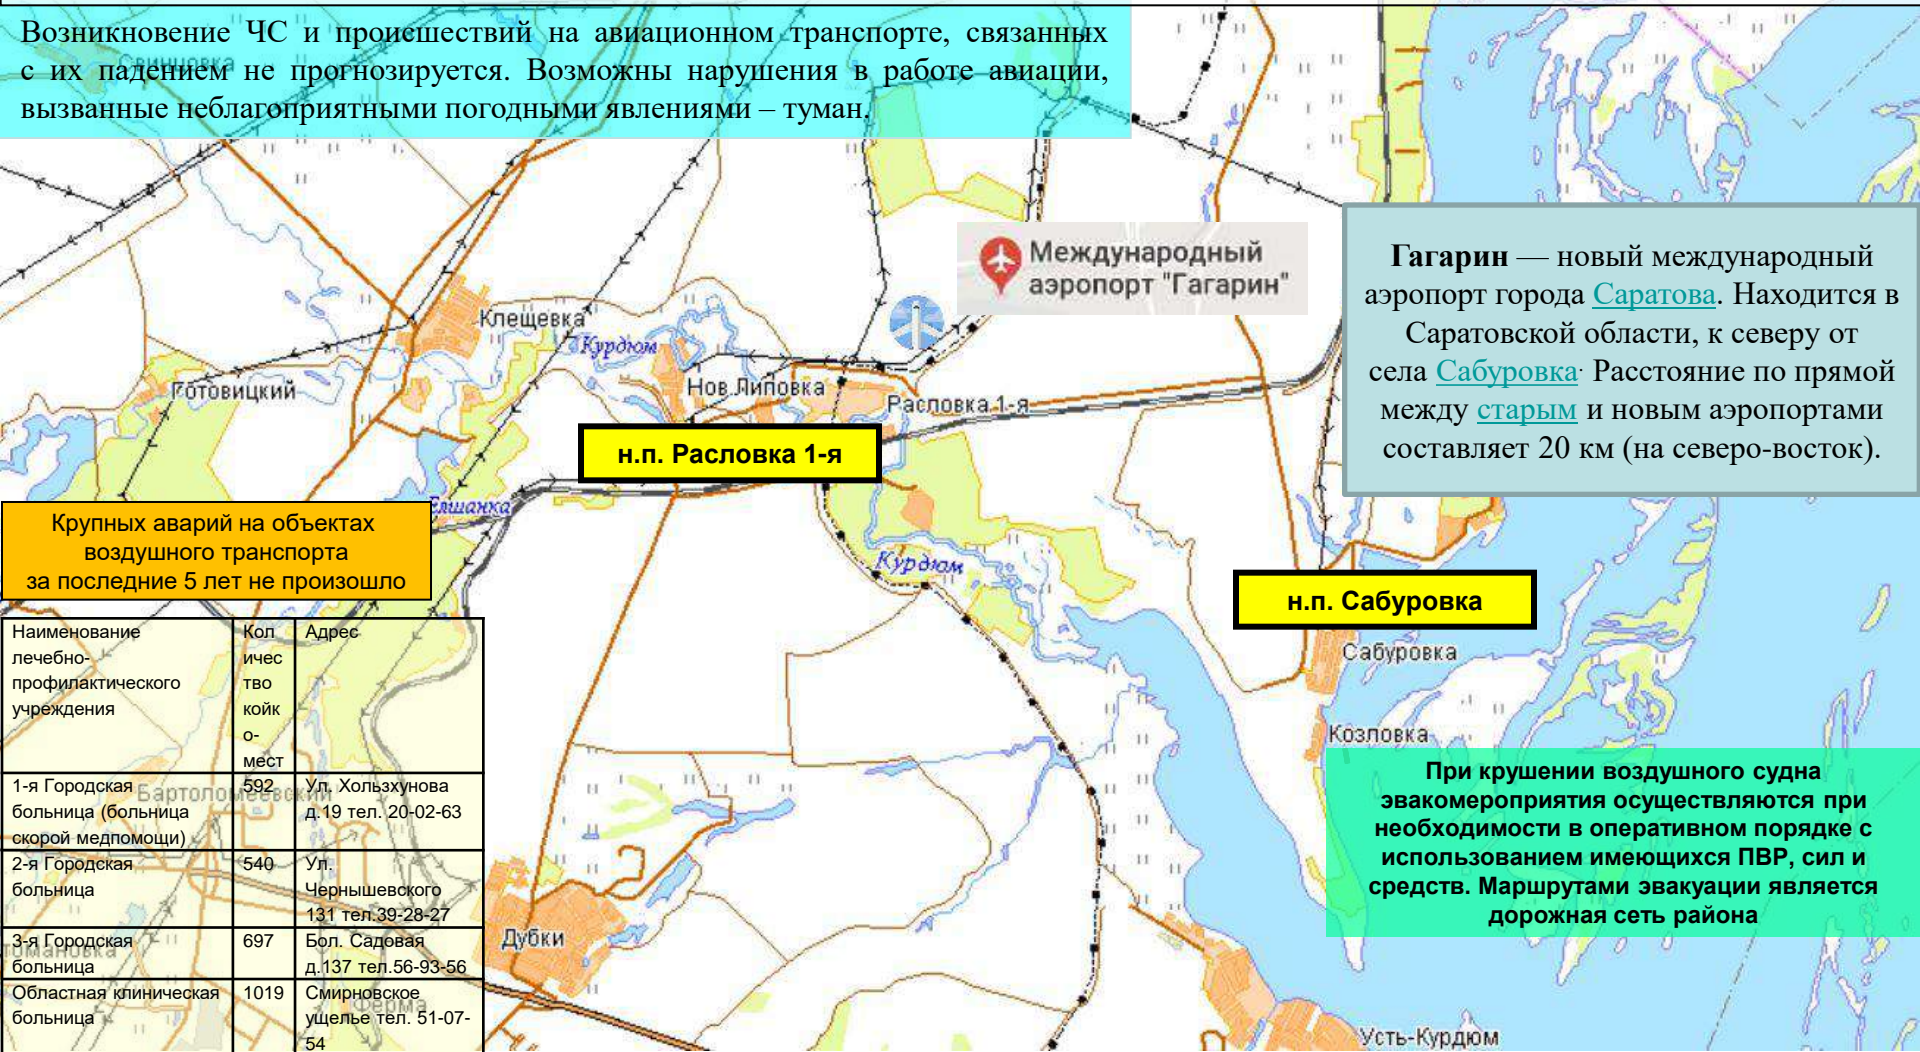 Возникновение ЧС и происшествий на авиационном транспорте, связанных
с их падением не прогнозируется. Возможны нарушения в работе авиации,
вызванные неблагоприятными погодными явлениями – туман.
Международный
аэропорт "Гагарин"
Гагарин — новый международный
аэропорт города Саратова. Находится в
Саратовской области, к северу от
села Сабуровка. Расстояние по прямой
между старым и новым аэропортами
составляет 20 км (на северо-восток).
Клещевка
Курдюм
Готовицкий
Нов.Липовка
Расловка 1-я
н.п. Расловка 1-я
Елшанка
Крупных аварий на объектах
воздушного транспорта
за последние 5 лет не произошло
Курдюм
н.п. Сабуровка
Сабуровка
Козловка
Наименование
лечебно-
профилактического
учреждения
Кол
ичес
тво
койк
о-
мест
Адрес
1-я Городская
больница (больница
скорой медпомощи)
592
Ул. Хользхунова
д.19 тел. 20-02-63
2-я Городская
больница
540
Ул.
Чернышевского
131 тел.39-28-27
3-я Городская
больница
697
Бол. Садовая
д.137 тел.56-93-56
Областная клиническая
больница
1019
Смирновское
ущелье тел. 51-07-
54
Бартоломеевский
Ферма
При крушении воздушного судна
эвакомероприятия осуществляются при
необходимости в оперативном порядке с
использованием имеющихся ПВР, сил и
средств. Маршрутами эвакуации является
дорожная сеть района
Дубки
Усть-Курдюм